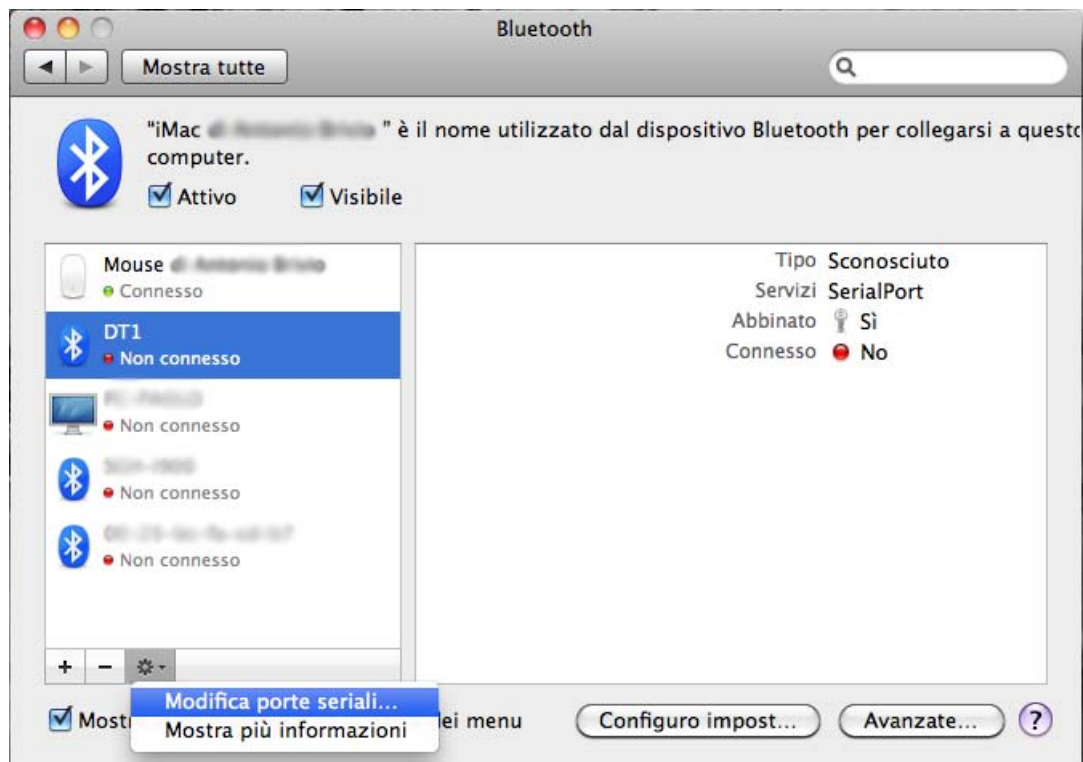 Bluetooth
Mostra tutte
"iMac " è il nome utilizzato dal dispositivo Bluetooth per collegarsi a questo
computer.
Attivo
Visibile
Mouse
Connesso
DT1
Non connesso
Non connesso
Non connesso
Non connesso
Tipo Sconosciuto
Servizi SerialPort
Abbinato Sì
Connesso No
+ −
Modifica porte seriali...
Mostra più informazioni
Most ei menu
Configuro impost...
Avanzate...
?